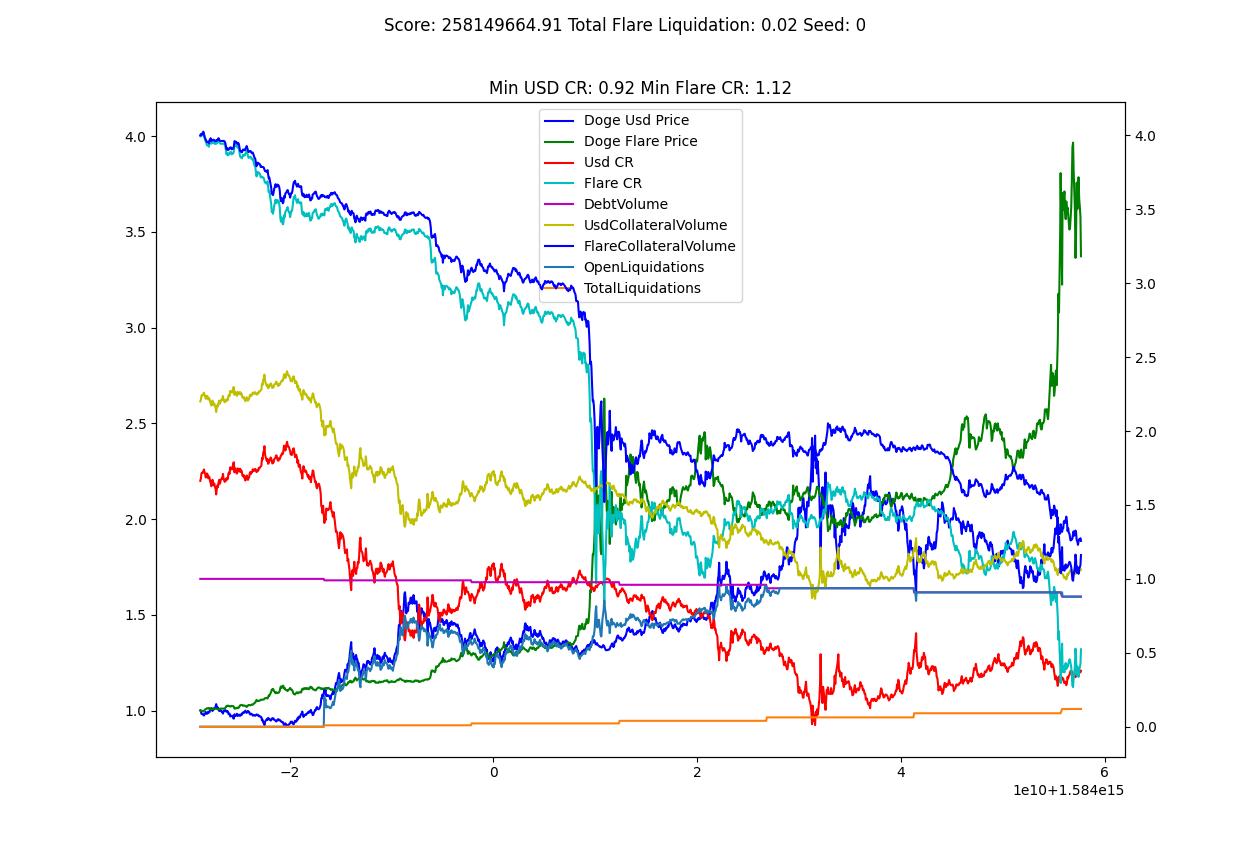 Score: 258149664.91 Total Flare Liquidation: 0.02 Seed: 0
Min USD CR: 0.92 Min Flare CR: 1.12
Doge Usd Price
Doge Flare Price
Usd CR
Flare CR
DebtVolume
UsdCollateralVolume
FlareCollateralVolume
OpenLiquidations
TotalLiquidations
4.0
3.5
3.0
2.5
2.0
1.5
1.0
4.0
3.5
3.0
2.5
2.0
1.5
1.0
0.5
0.0
−2 0 2 4 6
1e10+1.584e15